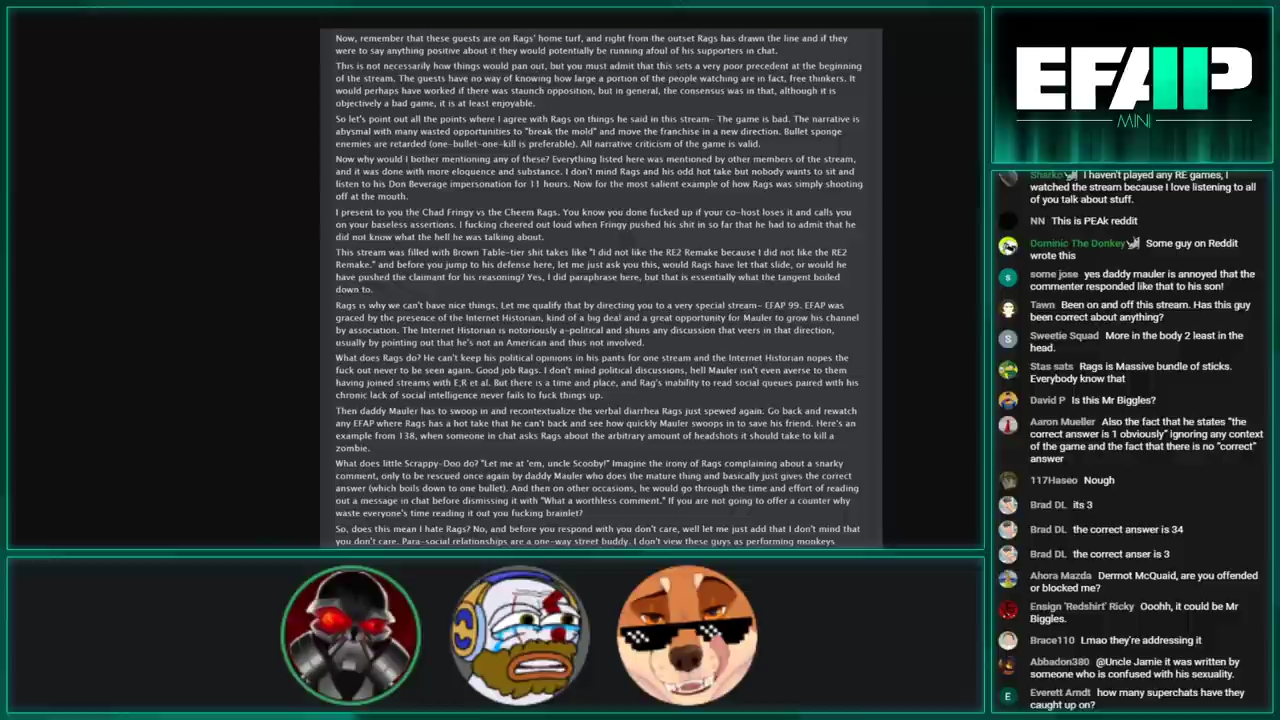 Now, remember that these guests are on Rags' home turf, and right from the outset Rags has drawn the line and if they
were to say anything positive about it they would potentially be running afoul of his supporters in chat.
This is not necessarily how things would pan out, but you must admit that this sets a very poor precedent at the beginning
of the stream. The guests have no way of knowing how large a portion of the people watching are in fact, free thinkers. It
would perhaps have worked if there was staunch opposition, but in general, the consensus was in that, although it is
objectively a bad game, it is at least enjoyable.
So let's point out all the points where I agree with Rags on things he said in this stream- The game is bad. The narrative is
abysmal with many wasted opportunities to "break the mold" and move the franchise in a new direction. Bullet sponge
enemies are retarded (one-bullet-one-kill is preferable). All narrative criticism of the game is valid.
Now why would I bother mentioning any of these? Everything listed here was mentioned by other members of the stream,
and it was done with more eloquence and substance. I don't mind Rags and his odd hot take but nobody wants to sit and
listen to his Don Beverage impersonation for 11 hours. Now for the most salient example of how Rags was simply shooting
off at the mouth.
I present to you the Chad Fringy vs the Cheem Rags. You know you done fucked up if your co-host loses it and calls you
on your baseless assertions. I fucking cheered out loud when Fringy pushed his shit in so far that he had to admit that he
did not know what the hell he was talking about.
This stream was filled with Brown Table-tier shit takes like "I did not like the RE2 Remake because I did not like the RE2
Remake." and before you jump to his defense here, let me just ask you this, would Rags have let that slide, or would he
have pushed the claimant for his reasoning? Yes, I did paraphrase here, but that is essentially what the tangent boiled
down to.
Rags is why we can't have nice things. Let me qualify that by directing you to a very special stream- EFAP 99. EFAP was
graced by the presence of the Internet Historian, kind of a big deal and a great opportunity for Mauler to grow his channel
by association. The Internet Historian is notoriously a-political and shuns any discussion that veers in that direction,
usually by pointing out that he's not an American and thus not involved.
What does Rags do? He can't keep his political opinions in his pants for one stream and the Internet Historian nopes the
fuck out never to be seen again. Good job Rags. I don't mind political discussions, hell Mauler isn't even averse to them
having joined streams with E;R et al. But there is a time and place, and Rag's inability to read social queues paired with his
chronic lack of social intelligence never fails to fuck things up.
Then daddy Mauler has to swoop in and recontextualize the verbal diarrhea Rags just spewed again. Go back and rewatch
any EFAP where Rags has a hot take that he can't back and see how quickly Mauler swoops in to save his friend. Here's an
example from 138, when someone in chat asks Rags about the arbitrary amount of headshots it should take to kill a
zombie.
What does little Scrappy-Doo do? "Let me at 'em, uncle Scooby!" Imagine the irony of Rags complaining about a snarky
comment, only to be rescued once again by daddy Mauler who does the mature thing and basically just gives the correct
answer (which boils down to one bullet). And then on other occasions, he would go through the time and effort of reading
out a message in chat before dismissing it with "What a worthless comment." If you are not going to offer a counter why
waste everyone's time reading it out you fucking brainlet?
So, does this mean I hate Rags? No, and before you respond with you don't care, well let me just add that I don't mind that
you don't care. Para-social relationships are a one-way street buddy. I don't view these guys as performing monkeys
EFAP
MINI
Sharko I haven't played any RE games, I
watched the stream because I love listening to all
of you talk about stuff.
NN This is PEAk reddit
Dominic The Donkey Some guy on Reddit
wrote this
some jose yes daddy mauler is annoyed that the
commenter responded like that to his son!
Tawn Been on and off this stream. Has this guy
been correct about anything?
Sweetie Squad More in the body 2 least in the
head.
Stas sats Rags is Massive bundle of sticks.
Everybody know that
David P Is this Mr Biggles?
Aaron Mueller Also the fact that he states "the
correct answer is 1 obviously" ignoring any context
of the game and the fact that there is no "correct"
answer
117Haseo Nough
Brad DL its 3
Brad DL the correct answer is 34
Brad DL the correct anser is 3
Ahora Mazda Dermot McQuaid, are you offended
or blocked me?
Ensign 'Redshirt' Ricky Ooohh, it could be Mr
Biggles.
Brace110 Lmao they're addressing it
Abbadon380 @Uncle Jamie it was written by
someone who is confused with his sexuality.
Everett Arndt how many superchats have they
caught up on?